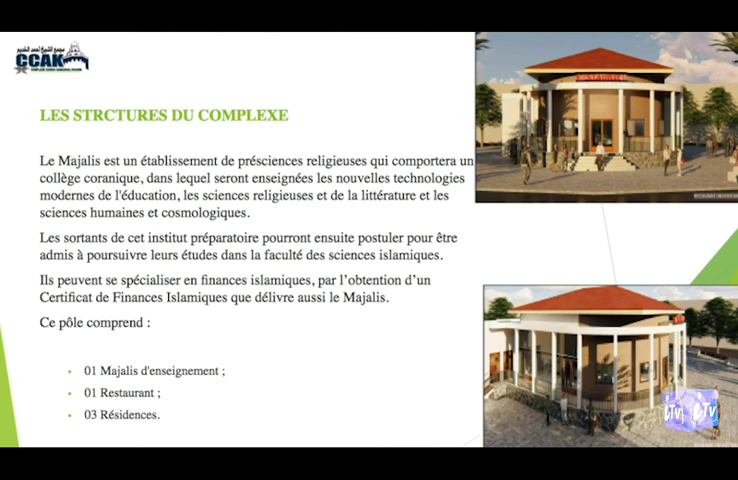 مجمع الشيخ أحمد الخديم
CCAK
LES STRCTURES DU COMPLEXE
Le Majalis est un établissement de présciences religieuses qui comportera un
collège coranique, dans lequel seront enseignées les nouvelles technologies
modernes de l'éducation, les sciences religieuses et de la littérature et les
sciences humaines et cosmologiques.
Les sortants de cet institut préparatoire pourront ensuite postuler pour être
admis à poursuivre leurs études dans la faculté des sciences islamiques.
Ils peuvent se spécialiser en finances islamiques, par l’obtention d’un
Certificat de Finances Islamiques que délivre aussi le Majalis.
Ce pôle comprend :
• 01 Majalis d'enseignement ;
• 01 Restaurant ;
• 03 Résidences.